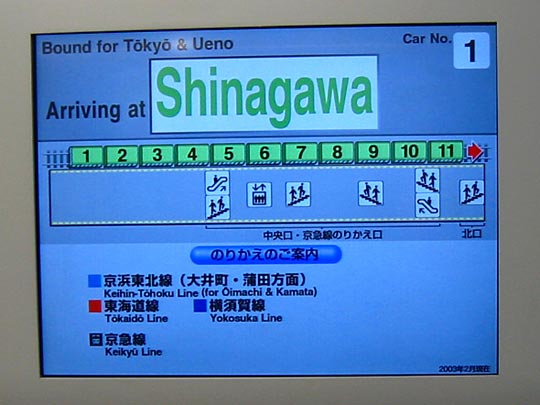 Bound for Tōkyō & Ueno
Car No. 1
Arriving at Shinagawa
1 2 3 4 5 6 7 8 9 10 11
中央口・京急線のりかえ口 北口
のりかえのご案内
京浜東北線（大井町・蒲田方面）
Keihin-Tōhoku Line (for Ōimachi & Kamata)
東海道線 横須賀線
Tōkaidō Line Yokosuka Line
京急線
Keikyū Line
2003年2月現在